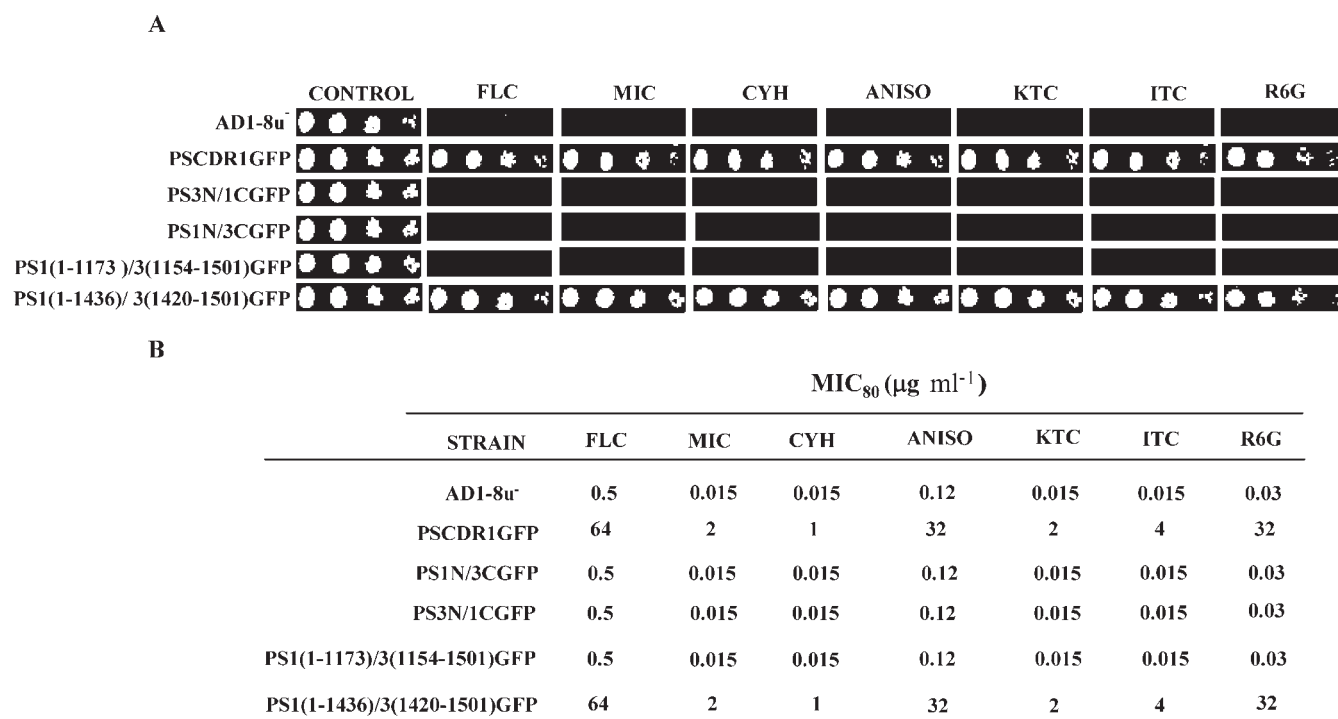 A
CONTROL FLC MIC CYH ANISO KTC ITC R6G
AD1-8u-
PSCDR1GFP
PS3N/1CGFP
PS1N/3CGFP
PS1(1-1173 )/3(1154-1501)GFP
PS1(1-1436)/ 3(1420-1501)GFP
B
MIC80 (µg ml-1)
STRAIN FLC MIC CYH ANISO KTC ITC R6G
AD1-8u- 0.5 0.015 0.015 0.12 0.015 0.015 0.03
PSCDR1GFP 64 2 1 32 2 4 32
PS1N/3CGFP 0.5 0.015 0.015 0.12 0.015 0.015 0.03
PS3N/1CGFP 0.5 0.015 0.015 0.12 0.015 0.015 0.03
PS1(1-1173)/3(1154-1501)GFP 0.5 0.015 0.015 0.12 0.015 0.015 0.03
PS1(1-1436)/3(1420-1501)GFP 64 2 1 32 2 4 32